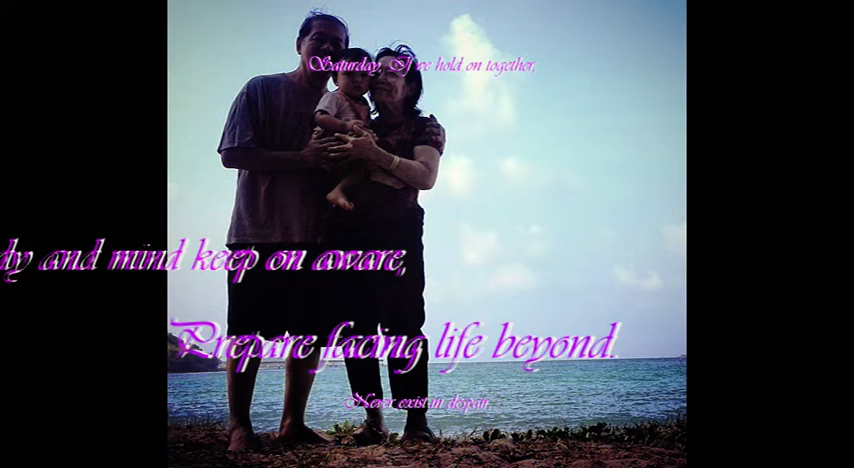 Saturday, If we hold on together,
dy and mind keep on aware,
Prepare facing life beyond.
Never exist in despair